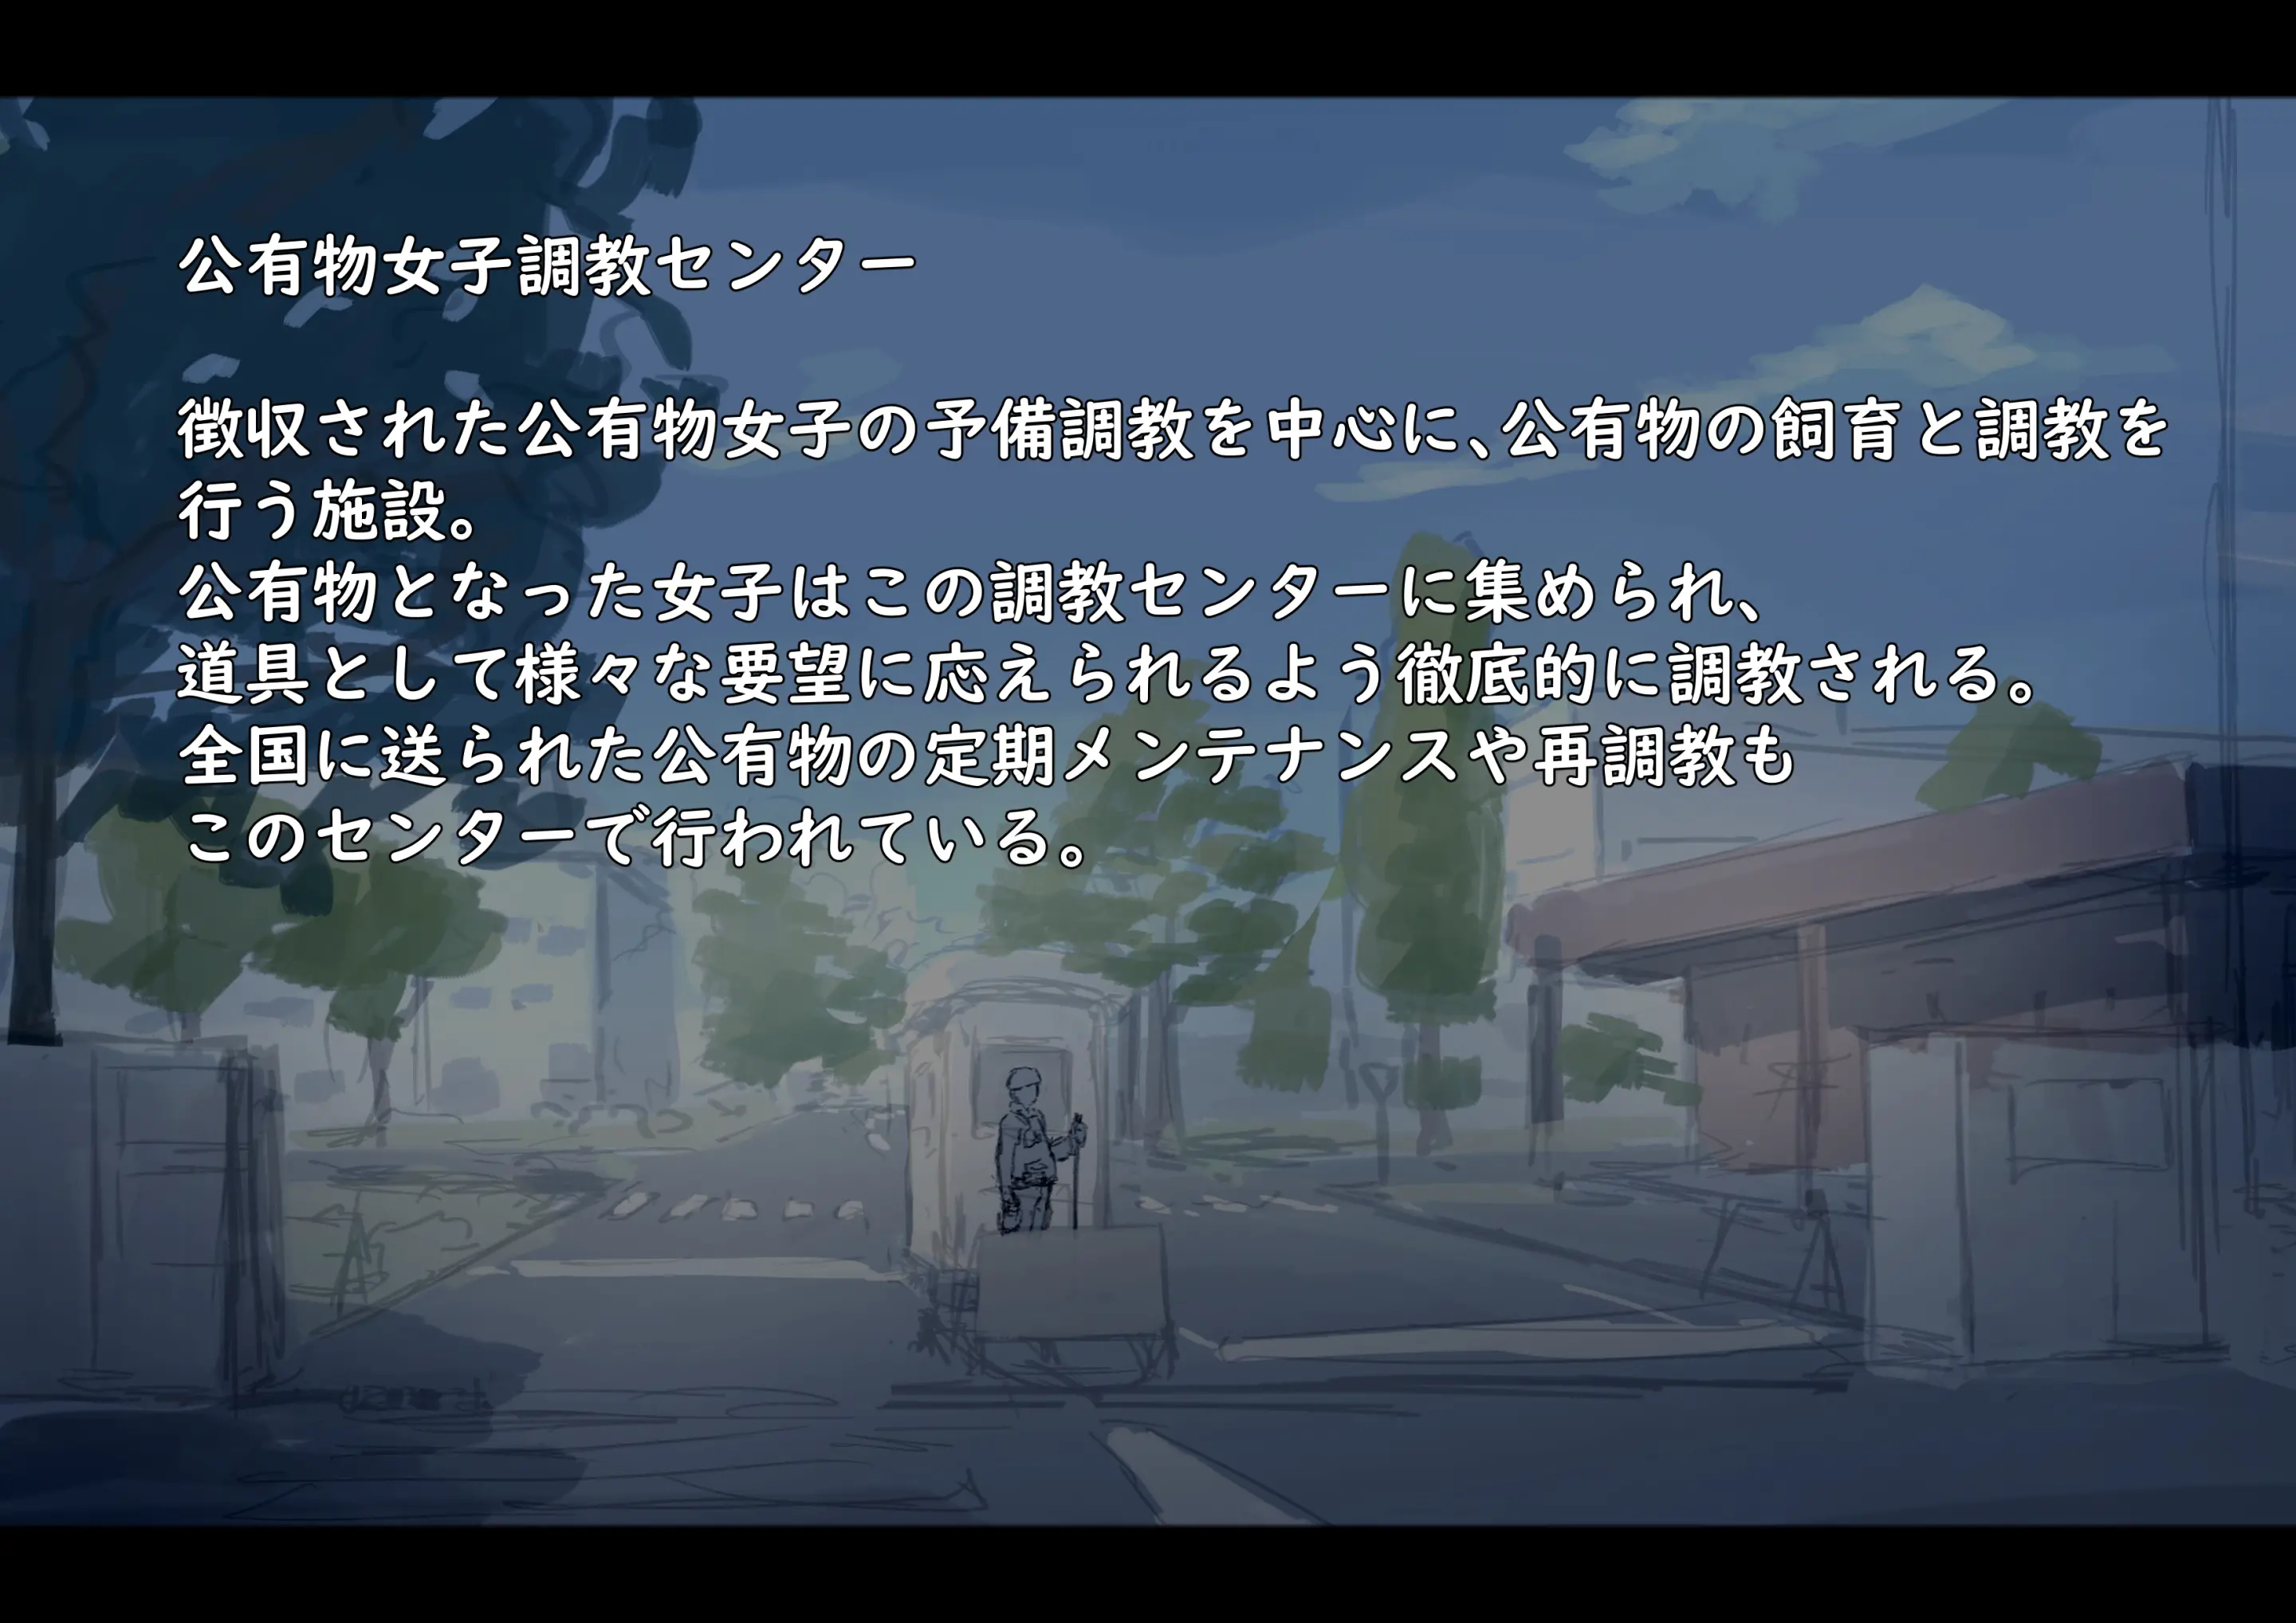 公有物女子調教センター
徴収された公有物女子の予備調教を中心に、公有物の飼育と調教を
行う施設。
公有物となった女子はこの調教センターに集められ、
道具として様々な要望に応えられるよう徹底的に調教される。
全国に送られた公有物の定期メンテナンスや再調教も
このセンターで行われている。